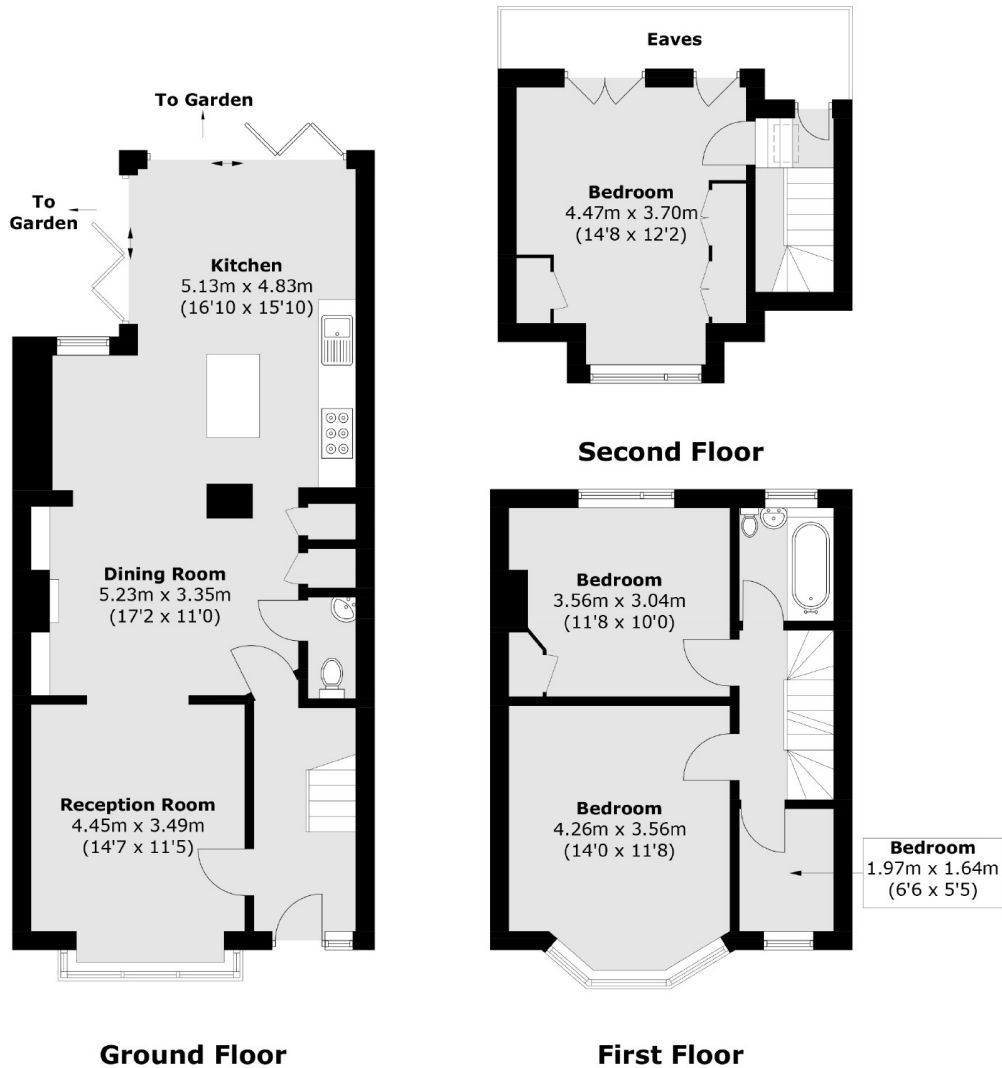 To Garden
To
Garden
Kitchen
5.13m x 4.83m
(16'10 x 15'10)
Dining Room
5.23m x 3.35m
(17'2 x 11'0)
Reception Room
4.45m x 3.49m
(14'7 x 11'5)
Ground Floor
Eaves
Bedroom
4.47m x 3.70m
(14'8 x 12'2)
Second Floor
Bedroom
3.56m x 3.04m
(11'8 x 10'0)
Bedroom
4.26m x 3.56m
(14'0 x 11'8)
Bedroom
1.97m x 1.64m
(6'6 x 5'5)
First Floor